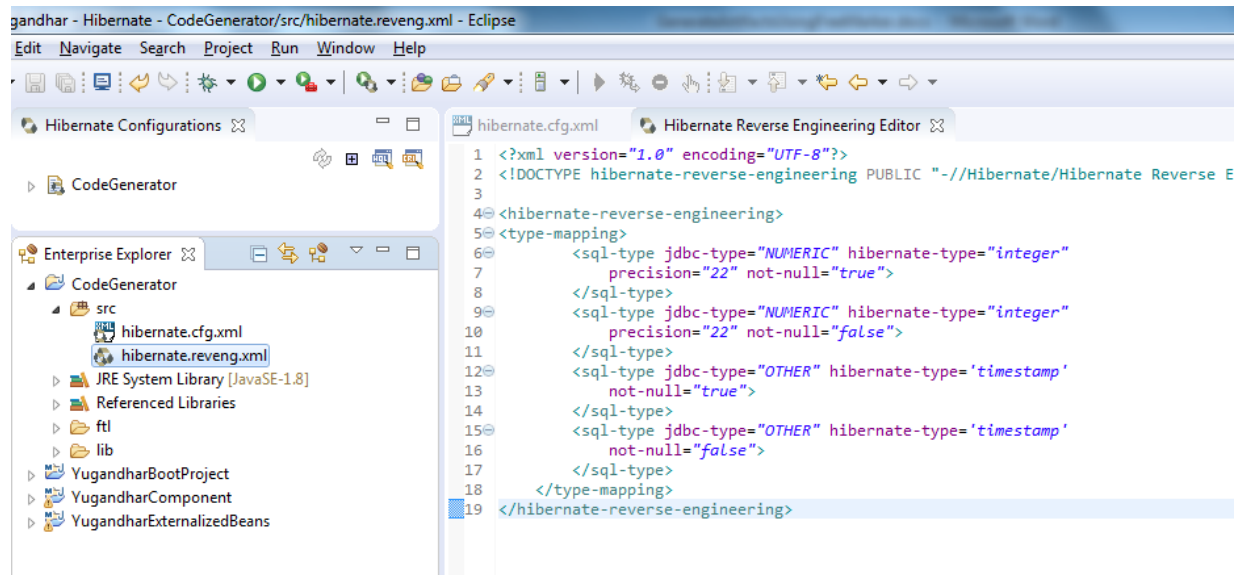 gandhar - Hibernate - CodeGenerator/src/hibernate.reveng.xml - Eclipse
Edit Navigate Search Project Run Window Help
Hibernate Configurations
CodeGenerator
Enterprise Explorer
CodeGenerator
src
hibernate.cfg.xml
hibernate.reveng.xml
JRE System Library [JavaSE-1.8]
Referenced Libraries
ftl
lib
YugandharBootProject
YugandharComponent
YugandharExternalizedBeans
hibernate.cfg.xml Hibernate Reverse Engineering Editor
1 <?xml version="1.0" encoding="UTF-8"?>
2 <!DOCTYPE hibernate-reverse-engineering PUBLIC "-//Hibernate/Hibernate Reverse E
3
4 <hibernate-reverse-engineering>
5 <type-mapping>
6 <sql-type jdbc-type="NUMERIC" hibernate-type="integer"
7 precision="22" not-null="true">
8 </sql-type>
9 <sql-type jdbc-type="NUMERIC" hibernate-type="integer"
10 precision="22" not-null="false">
11 </sql-type>
12 <sql-type jdbc-type="OTHER" hibernate-type='timestamp'
13 not-null="true">
14 </sql-type>
15 <sql-type jdbc-type="OTHER" hibernate-type='timestamp'
16 not-null="false">
17 </sql-type>
18 </type-mapping>
19 </hibernate-reverse-engineering>